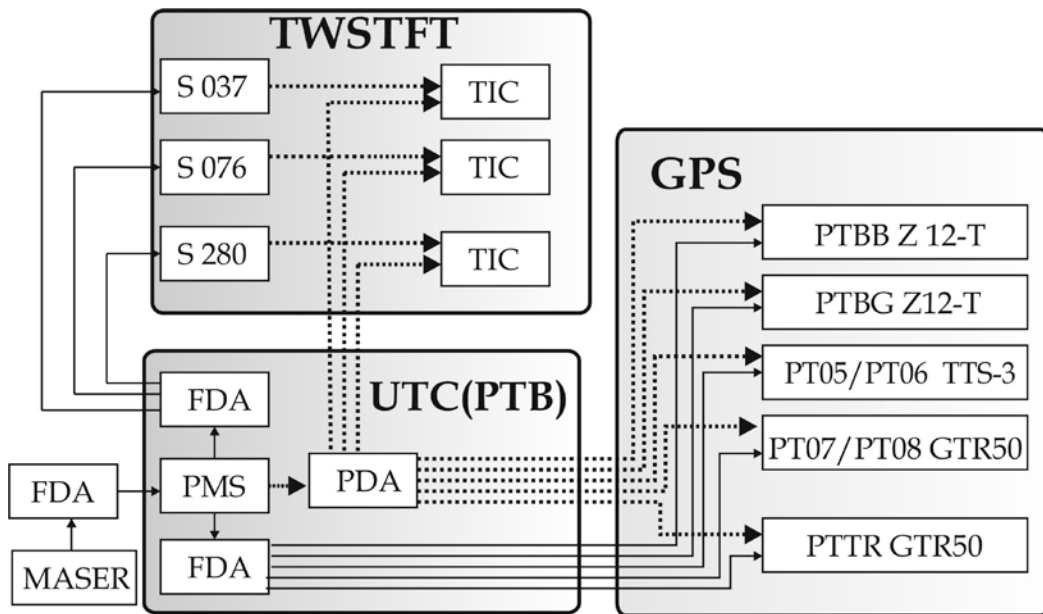 TWSTFT
S 037
TIC
S 076
TIC
S 280
TIC
GPS
PTBB Z 12-T
PTBG Z12-T
PT05/PT06 TTS-3
PT07/PT08 GTR50
PTTR GTR50
UTC(PTB)
FDA
PMS
PDA
FDA
FDA
MASER